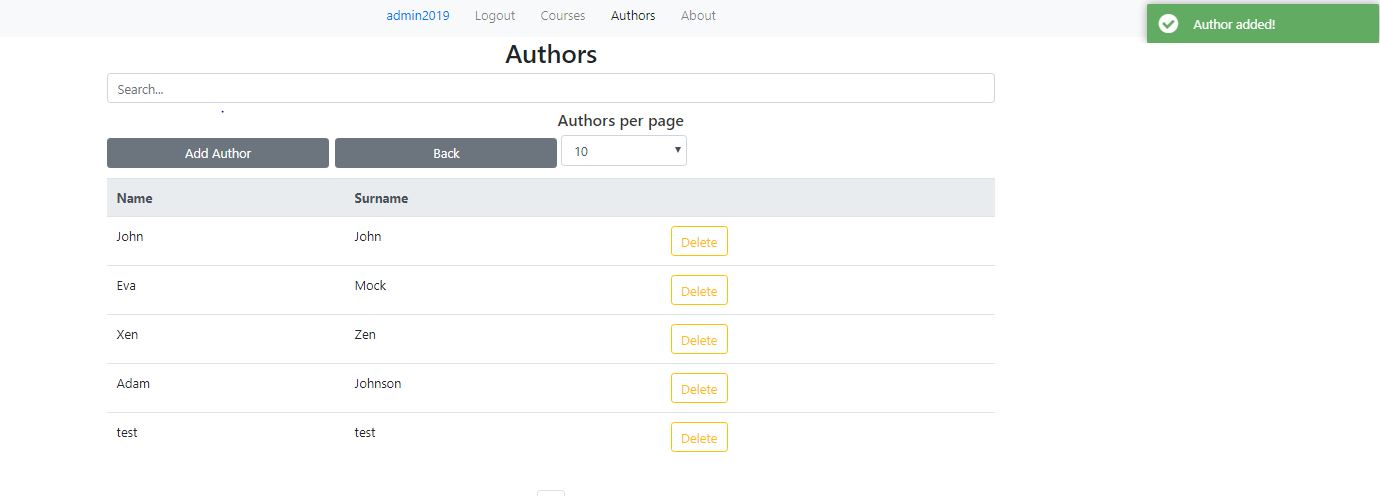 admin2019 Logout Courses Authors About
Author added!
Authors
Search...
Authors per page
Add Author Back 10
Name Surname
John John Delete
Eva Mock Delete
Xen Zen Delete
Adam Johnson Delete
test test Delete